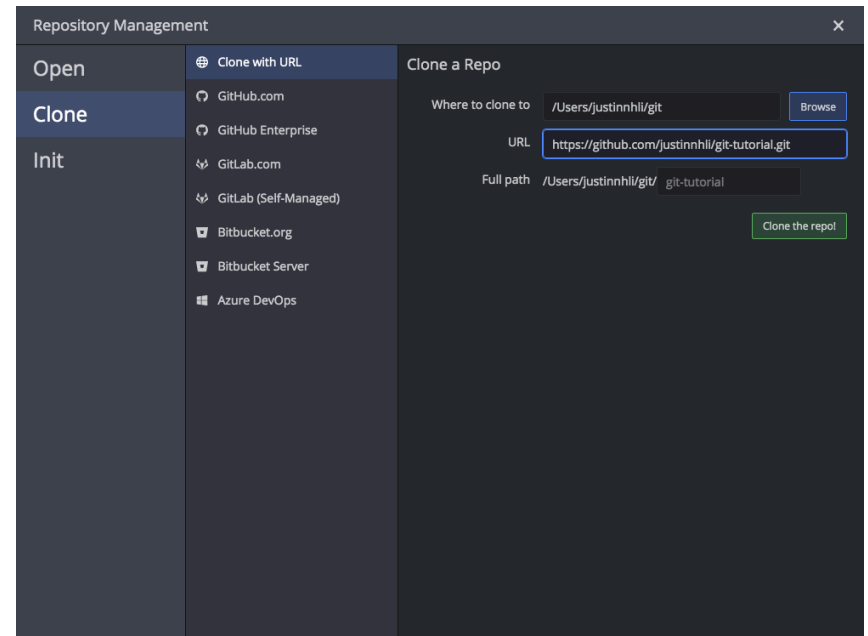 Repository Management
Open
Clone
Init
Clone with URL
GitHub.com
GitHub Enterprise
GitLab.com
GitLab (Self-Managed)
Bitbucket.org
Bitbucket Server
Azure DevOps
Clone a Repo
Where to clone to /Users/justinnhli/git Browse
URL https://github.com/justinnhli/git-tutorial.git
Full path /Users/justinnhli/git/ git-tutorial
Clone the repo!